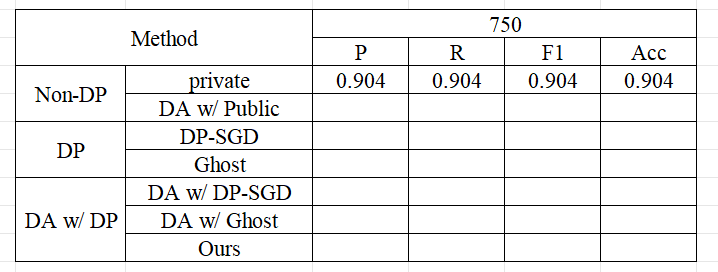 Method 750
P R F1 Acc
Non-DP private 0.904 0.904 0.904 0.904
DA w/ Public
DP DP-SGD
Ghost
DA w/ DP DA w/ DP-SGD
DA w/ Ghost
Ours